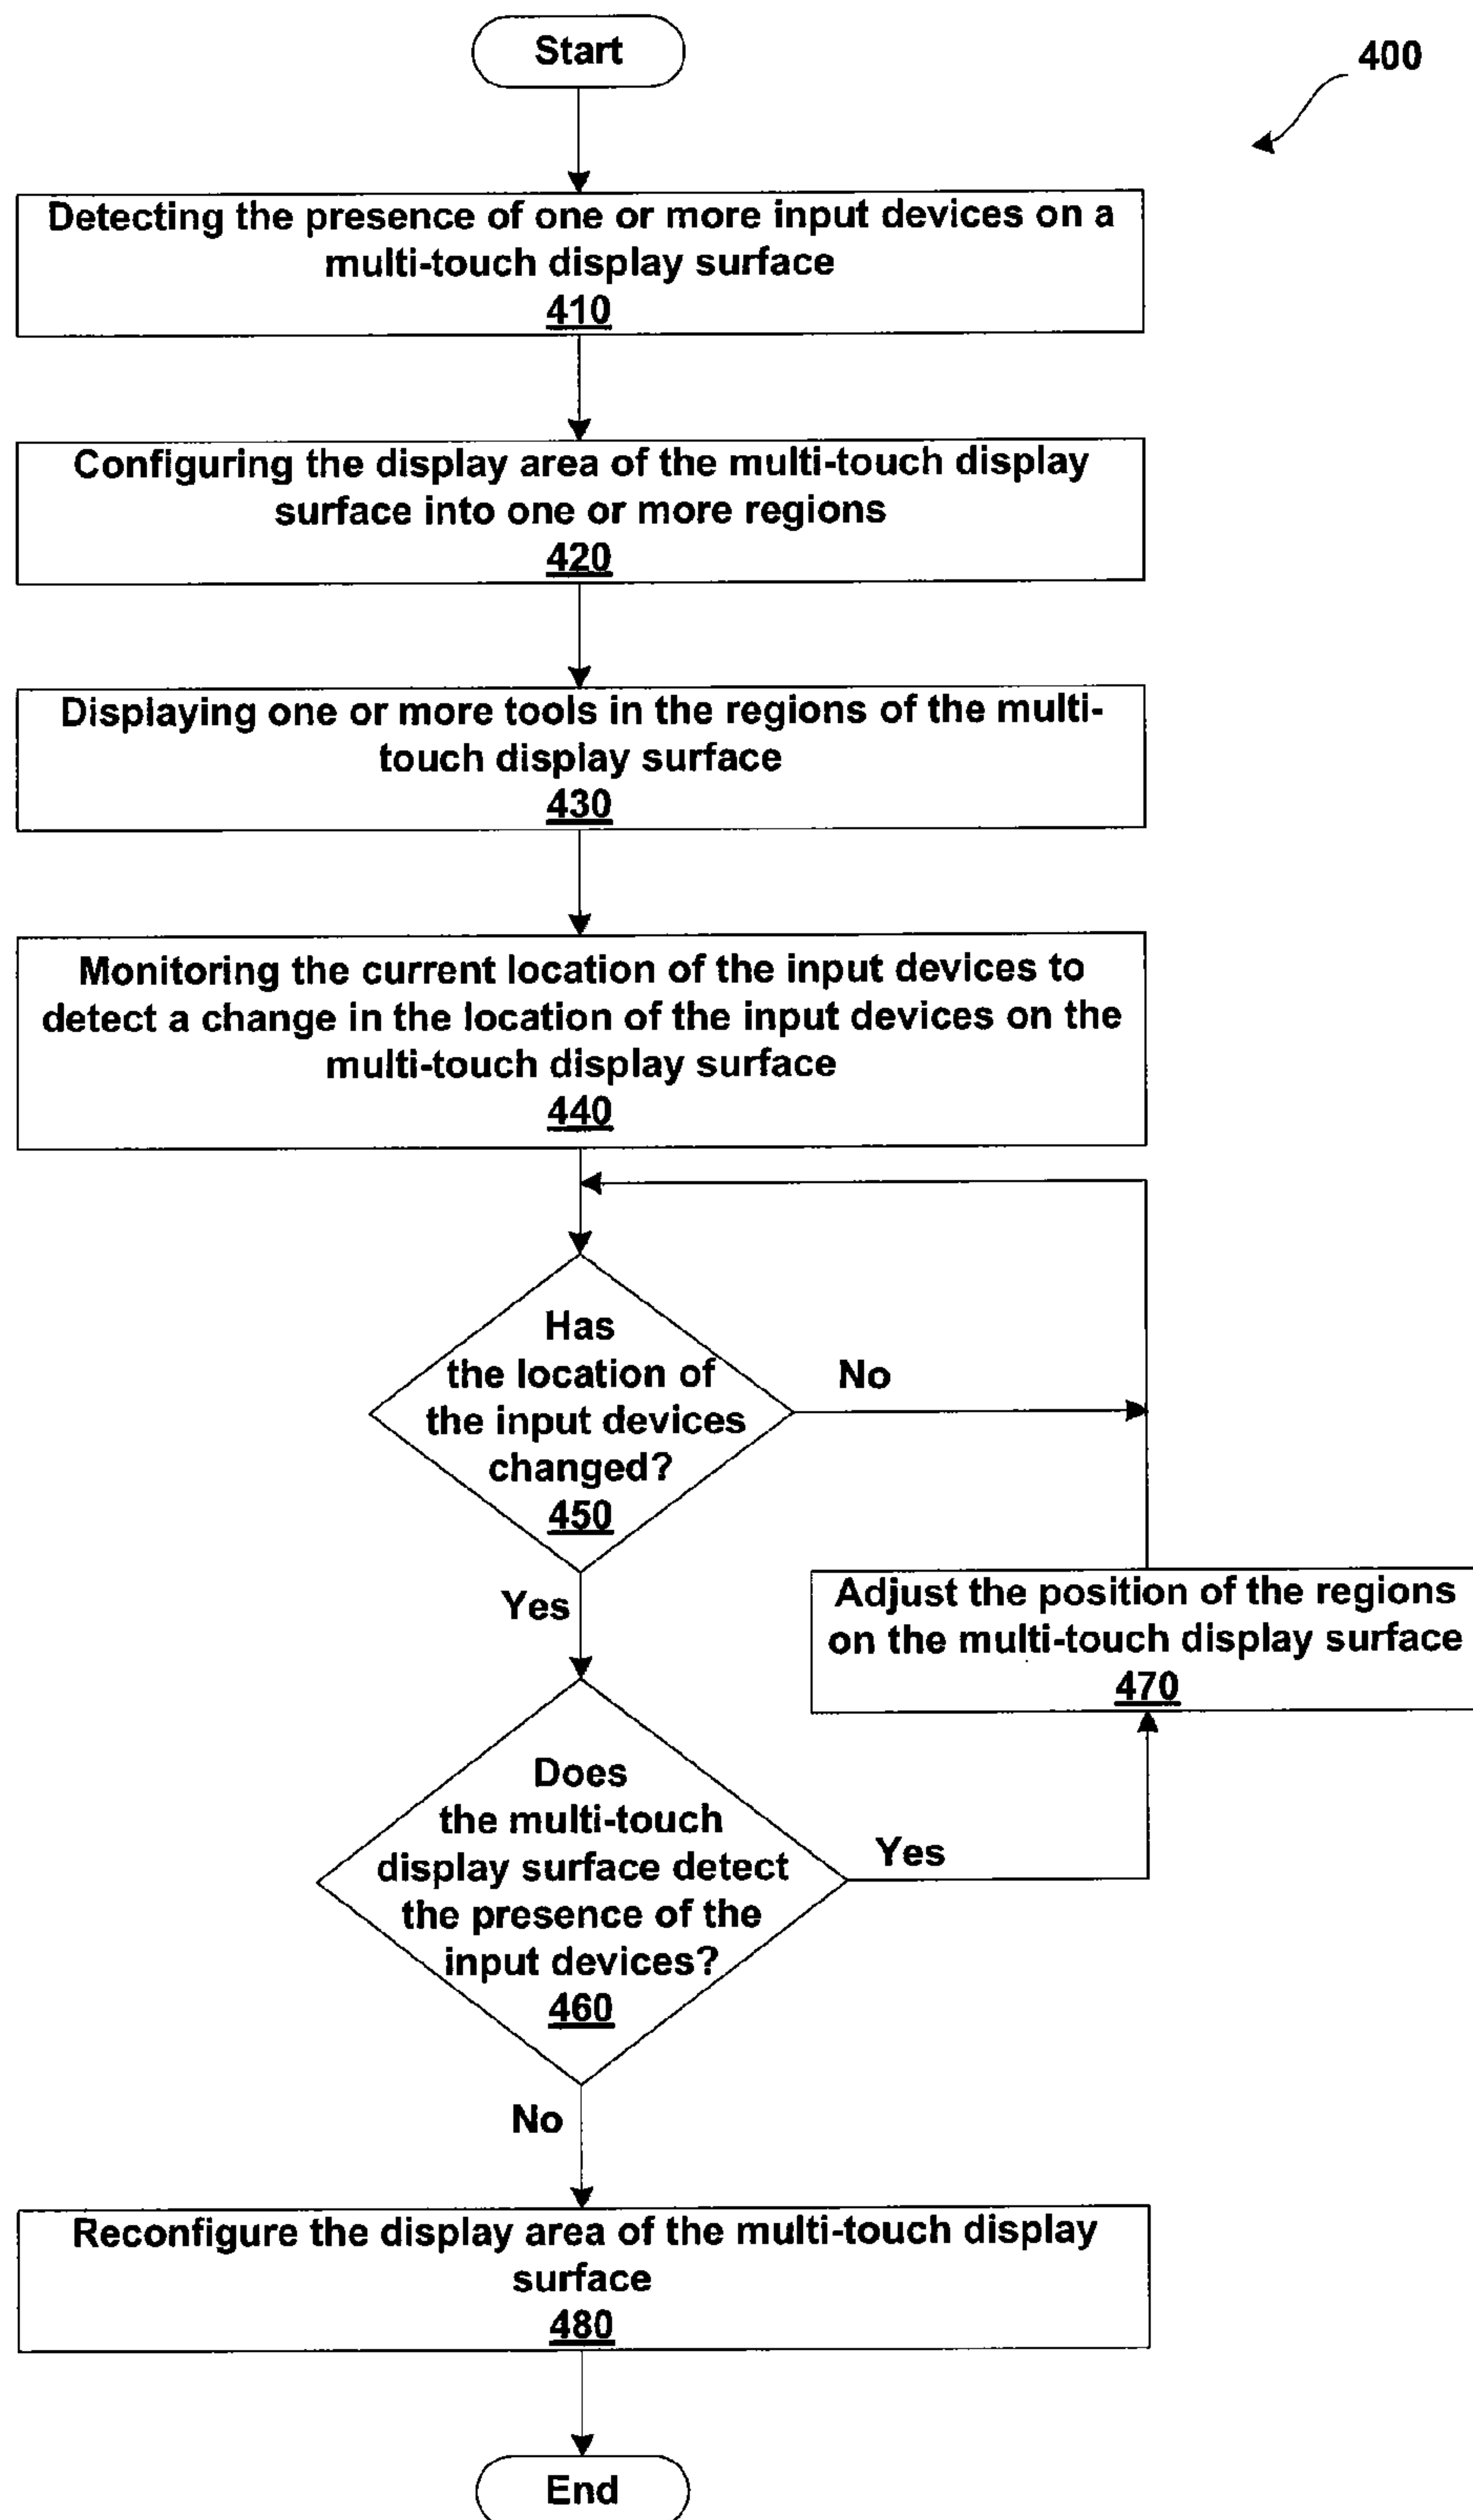 Start
400
Detecting the presence of one or more input devices on a
multi-touch display surface
410
Configuring the display area of the multi-touch display
surface into one or more regions
420
Displaying one or more tools in the regions of the multi-
touch display surface
430
Monitoring the current location of the input devices to
detect a change in the location of the input devices on the
multi-touch display surface
440
Has
the location of
the input devices
changed?
450
No
Yes
Adjust the position of the regions
on the multi-touch display surface
470
Does
the multi-touch
display surface detect
the presence of the
input devices?
460
Yes
No
Reconfigure the display area of the multi-touch display
surface
480
End